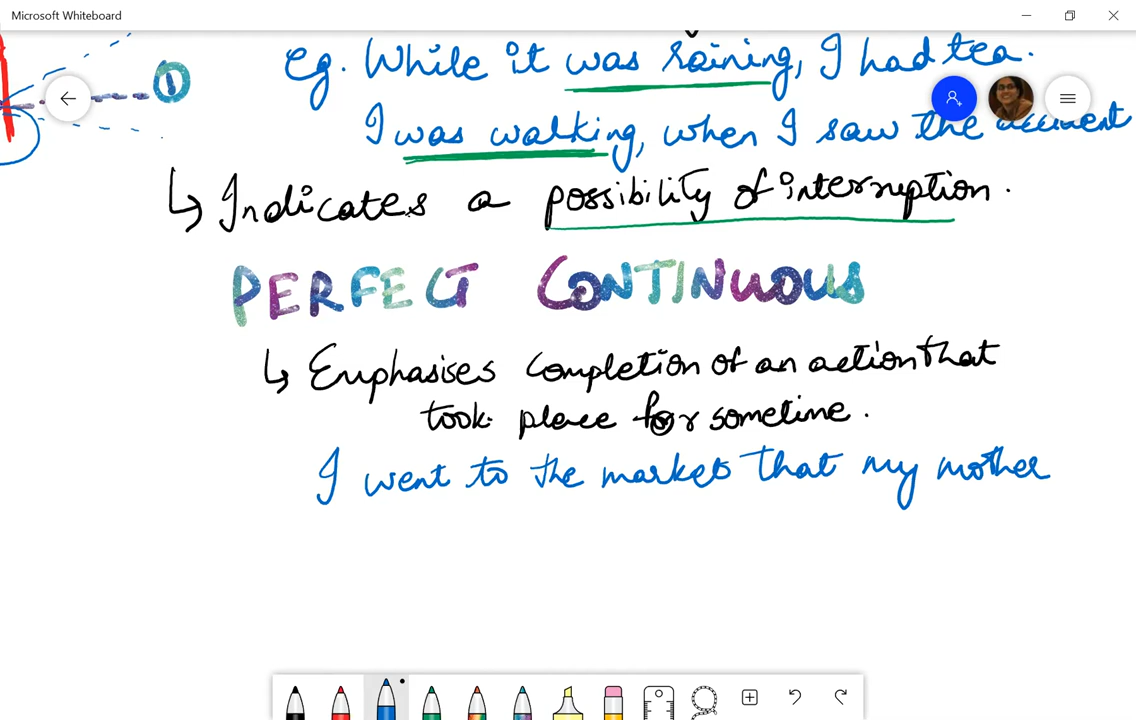 Microsoft Whiteboard
eg. While it was raining, I had tea.
I was walking, when I saw the accident
↳ Indicates a possibility of interruption.
PERFECT CONTINUOUS
↳ Emphasises completion of an action that
took place for sometime.
I went to the market that my mother
1